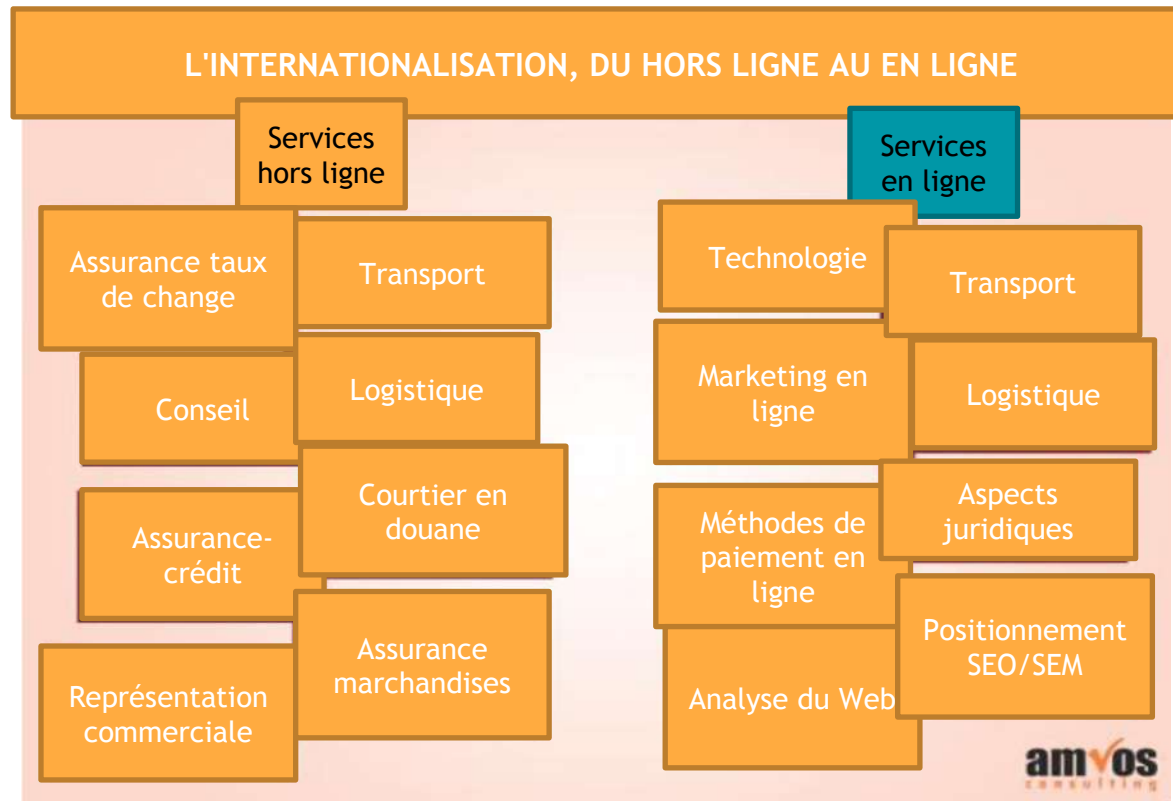 L'INTERNATIONALISATION, DU HORS LIGNE AU EN LIGNE
Services
hors ligne
Assurance taux
de change
Transport
Conseil
Logistique
Assurance-
crédit
Courtier en
douane
Représentation
commerciale
Assurance
marchandises
Services
en ligne
Technologie
Transport
Marketing en
ligne
Logistique
Méthodes de
paiement en
ligne
Aspects
juridiques
Analyse du Web
Positionnement
SEO/SEM
amvos
consulting